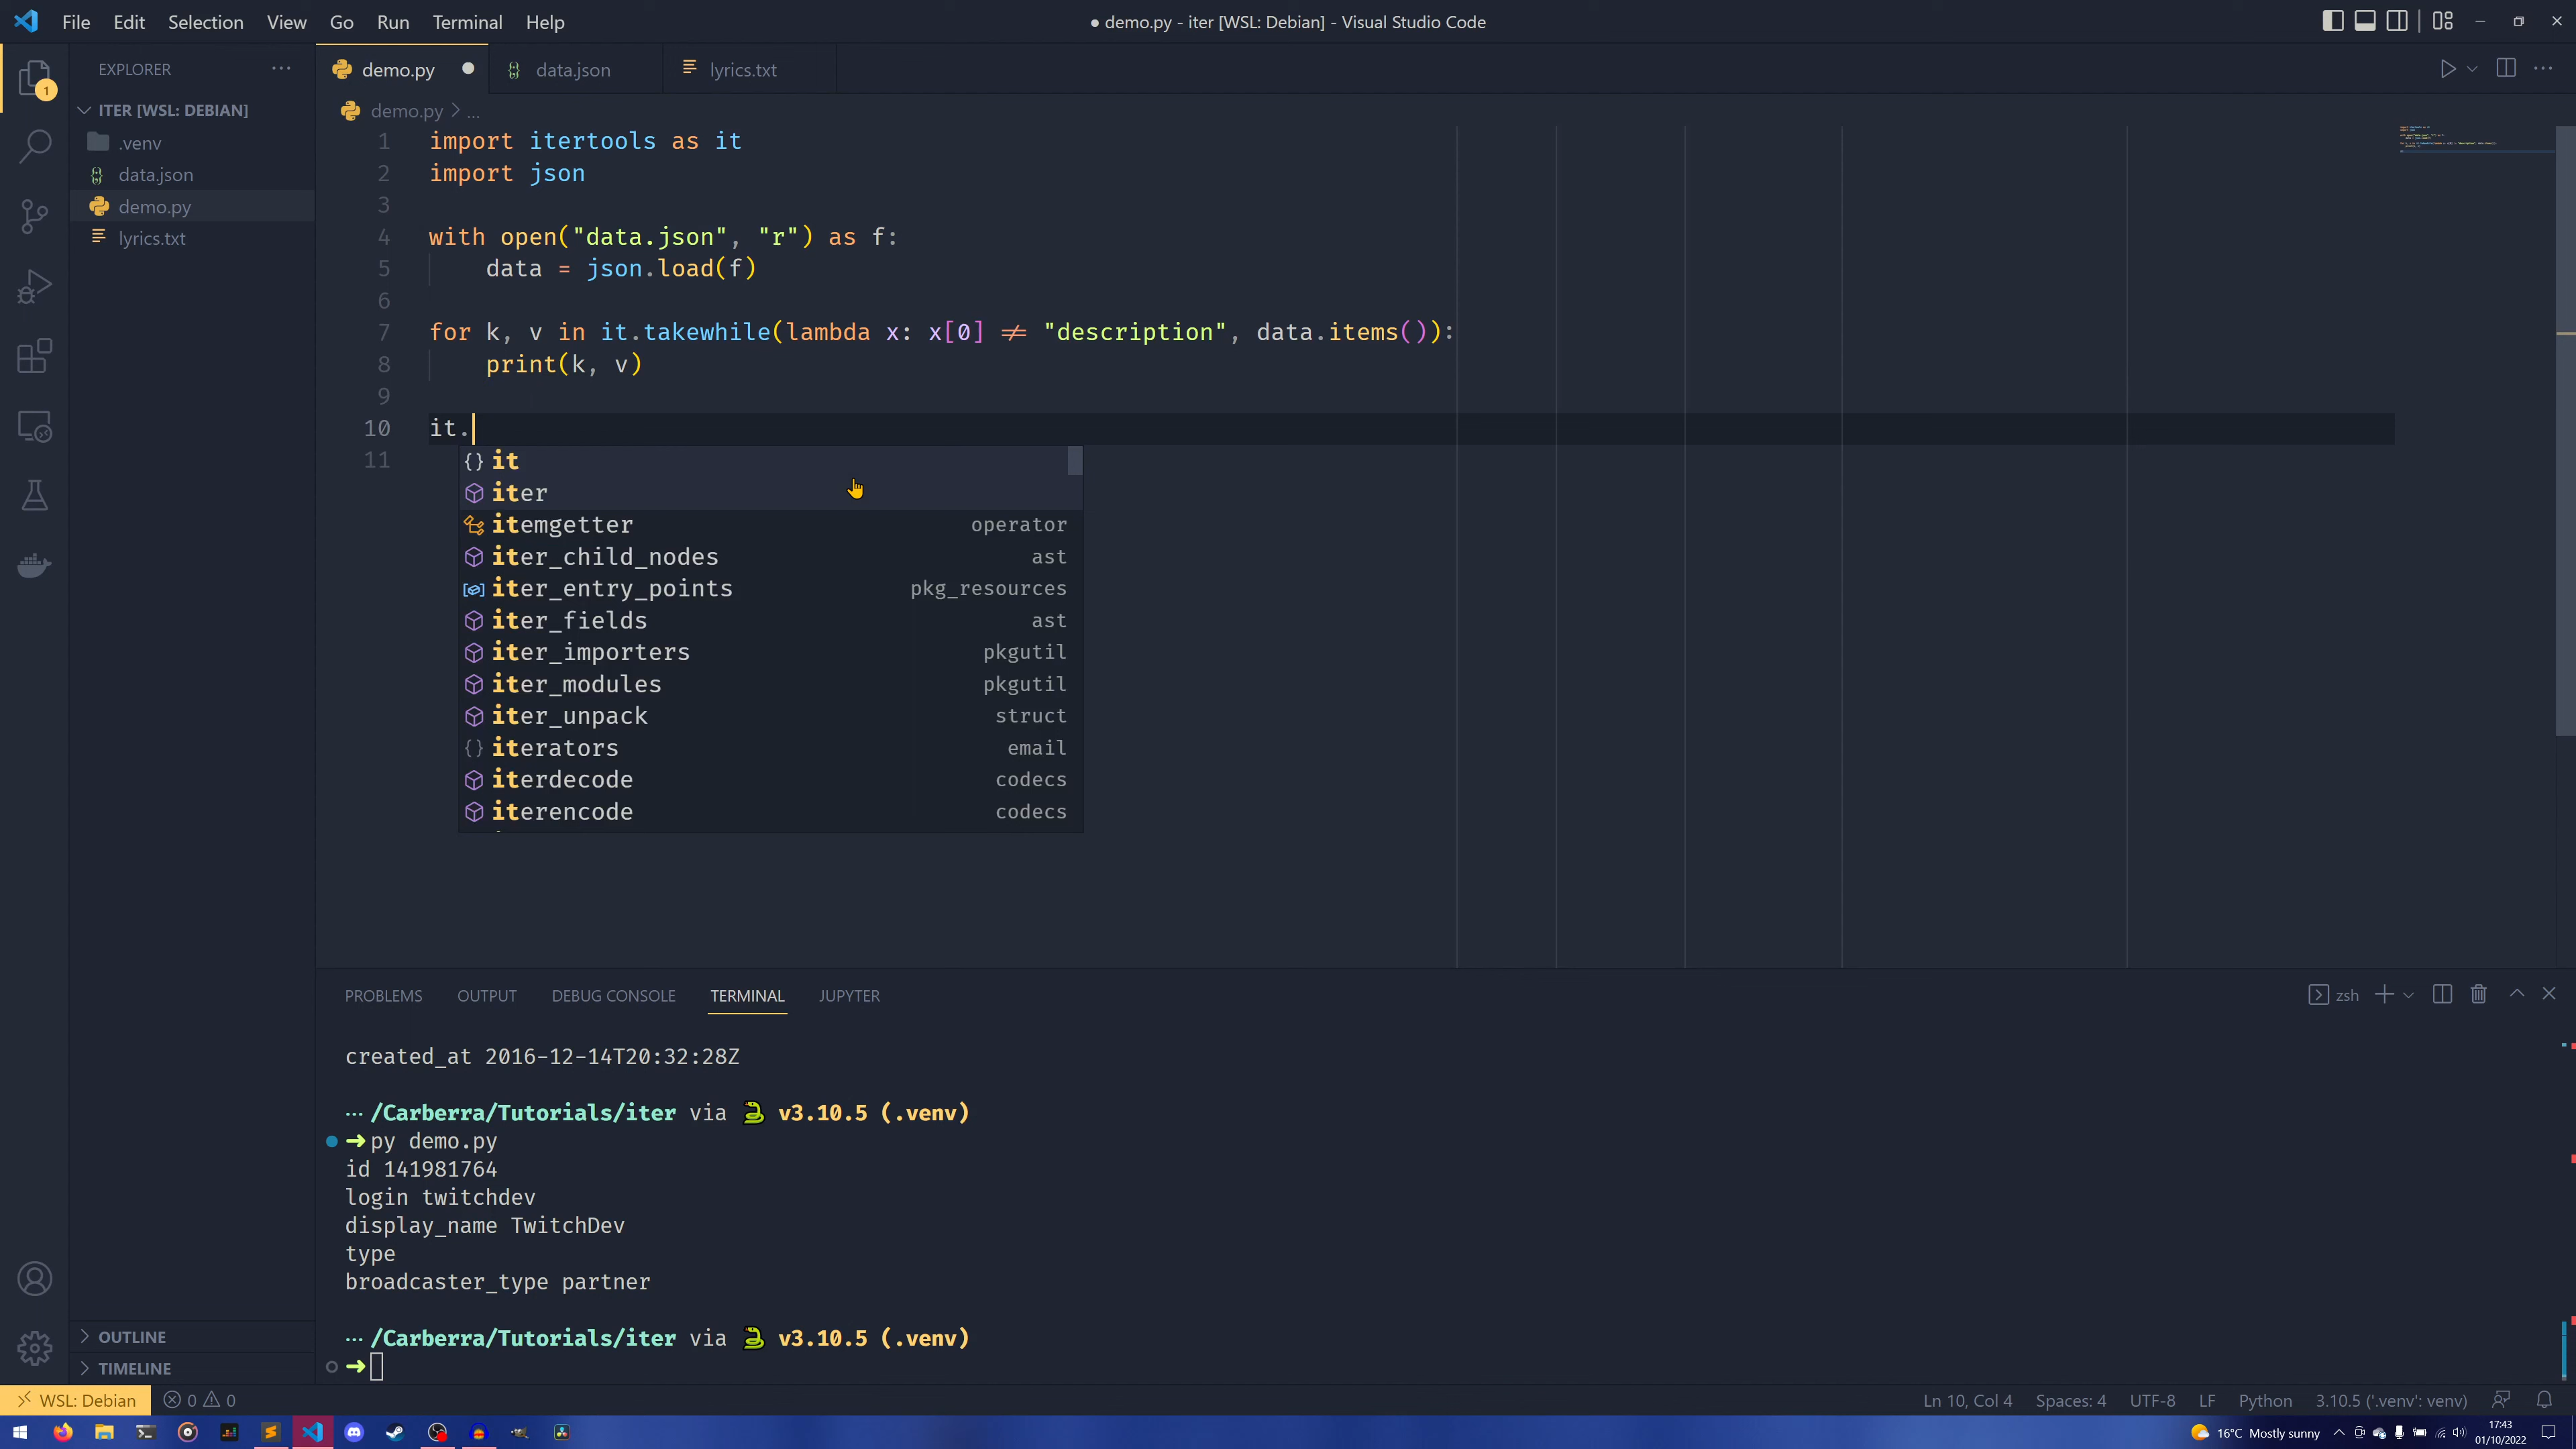 File Edit Selection View Go Run Terminal Help
● demo.py - iter [WSL: Debian] - Visual Studio Code
EXPLORER
ITER [WSL: DEBIAN]
.venv
data.json
demo.py
lyrics.txt
OUTLINE
TIMELINE
1
demo.py data.json lyrics.txt
demo.py > ...
1 import itertools as it
2 import json
3
4 with open("data.json", "r") as f:
5 data = json.load(f)
6
7 for k, v in it.takewhile(lambda x: x[0] ≠ "description", data.items()):
8 print(k, v)
9
10 it.
11
it
iter
itemgetter operator
iter_child_nodes ast
iter_entry_points pkg_resources
iter_fields ast
iter_importers pkgutil
iter_modules pkgutil
iter_unpack struct
iterators email
iterdecode codecs
iterencode codecs
PROBLEMS OUTPUT DEBUG CONSOLE TERMINAL JUPYTER
zsh
created_at 2016-12-14T20:32:28Z
... /Carberra/Tutorials/iter via v3.10.5 (.venv)
➜ py demo.py
id 141981764
login twitchdev
display_name TwitchDev
type
broadcaster_type partner
... /Carberra/Tutorials/iter via v3.10.5 (.venv)
➜
WSL: Debian 0 0
Ln 10, Col 4 Spaces: 4 UTF-8 LF Python 3.10.5 ('.venv': venv)
16°C Mostly sunny
17:43
01/10/2022